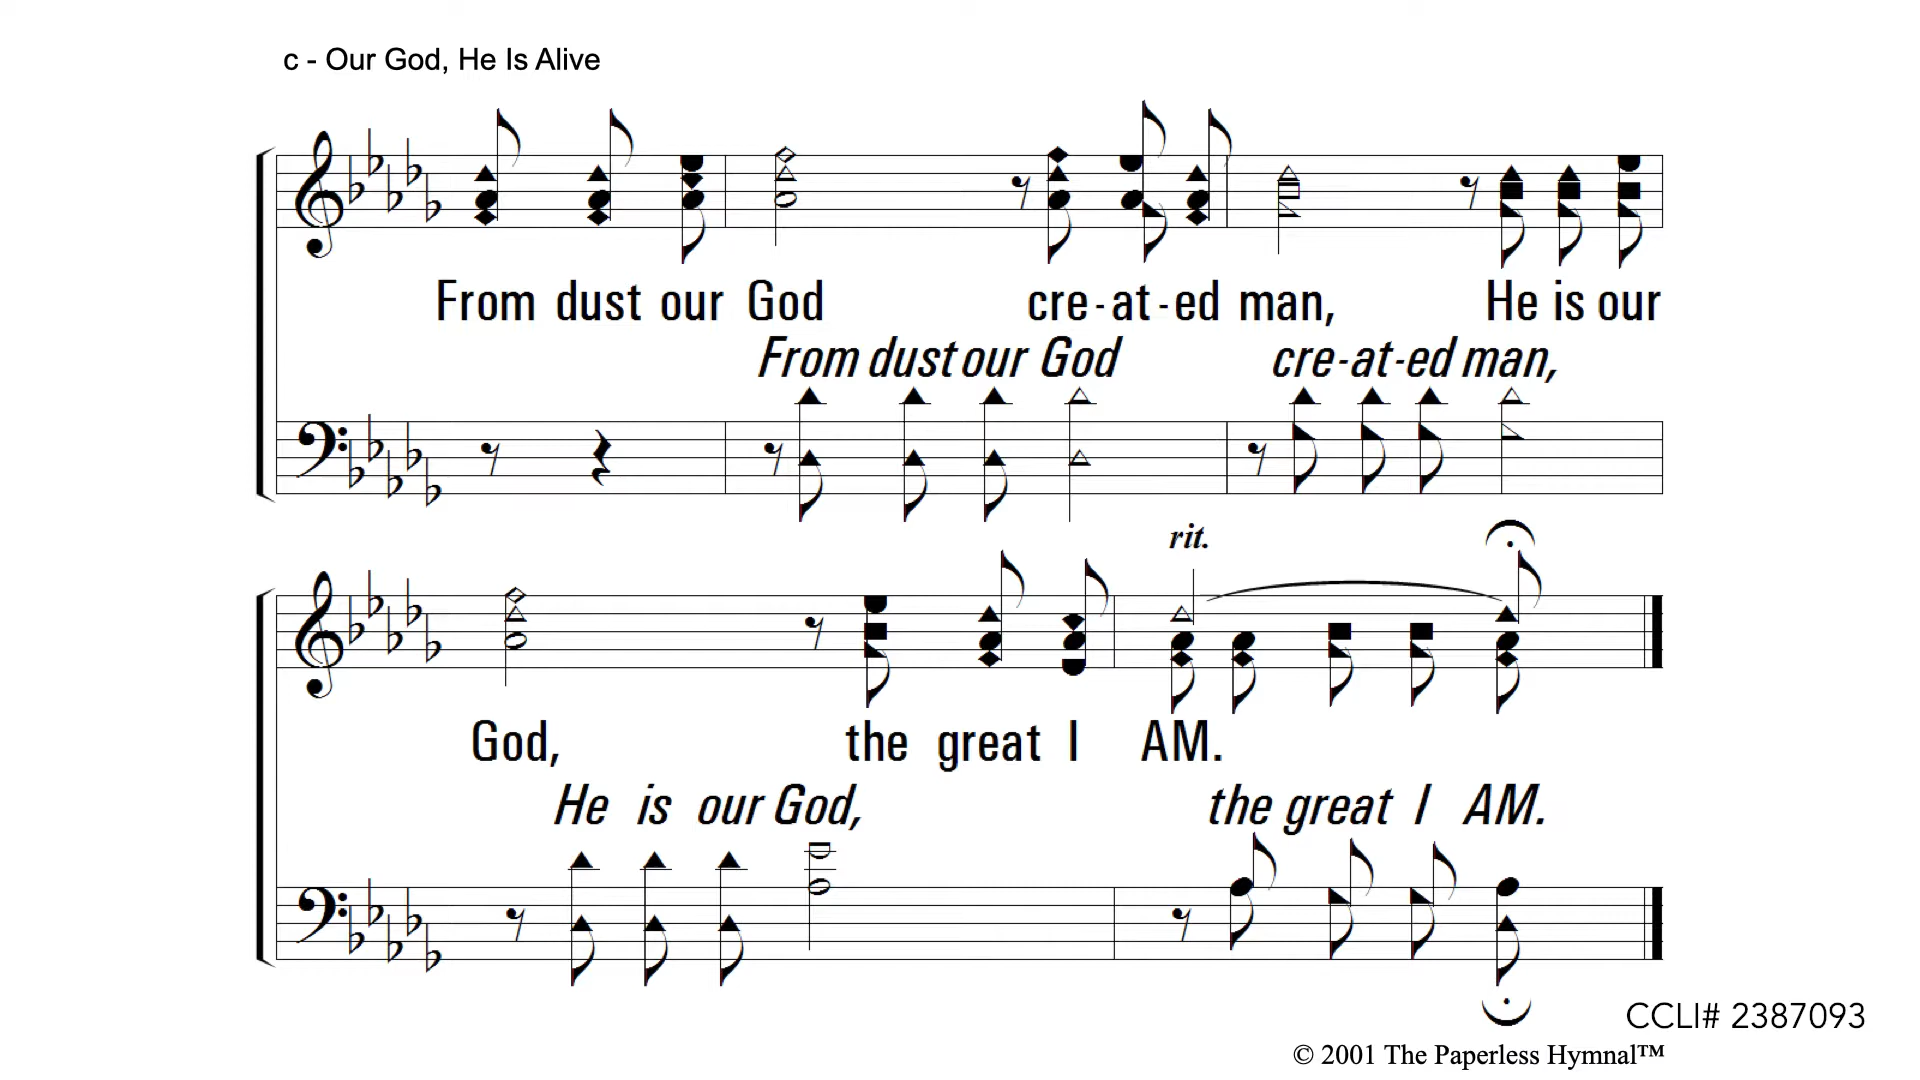 c - Our God, He Is Alive
From dust our God cre-at-ed man, He is our
From dust our God cre-at-ed man,
rit.
God, the great I AM.
He is our God, the great I AM.
CCLI# 2387093
© 2001 The Paperless Hymnal™